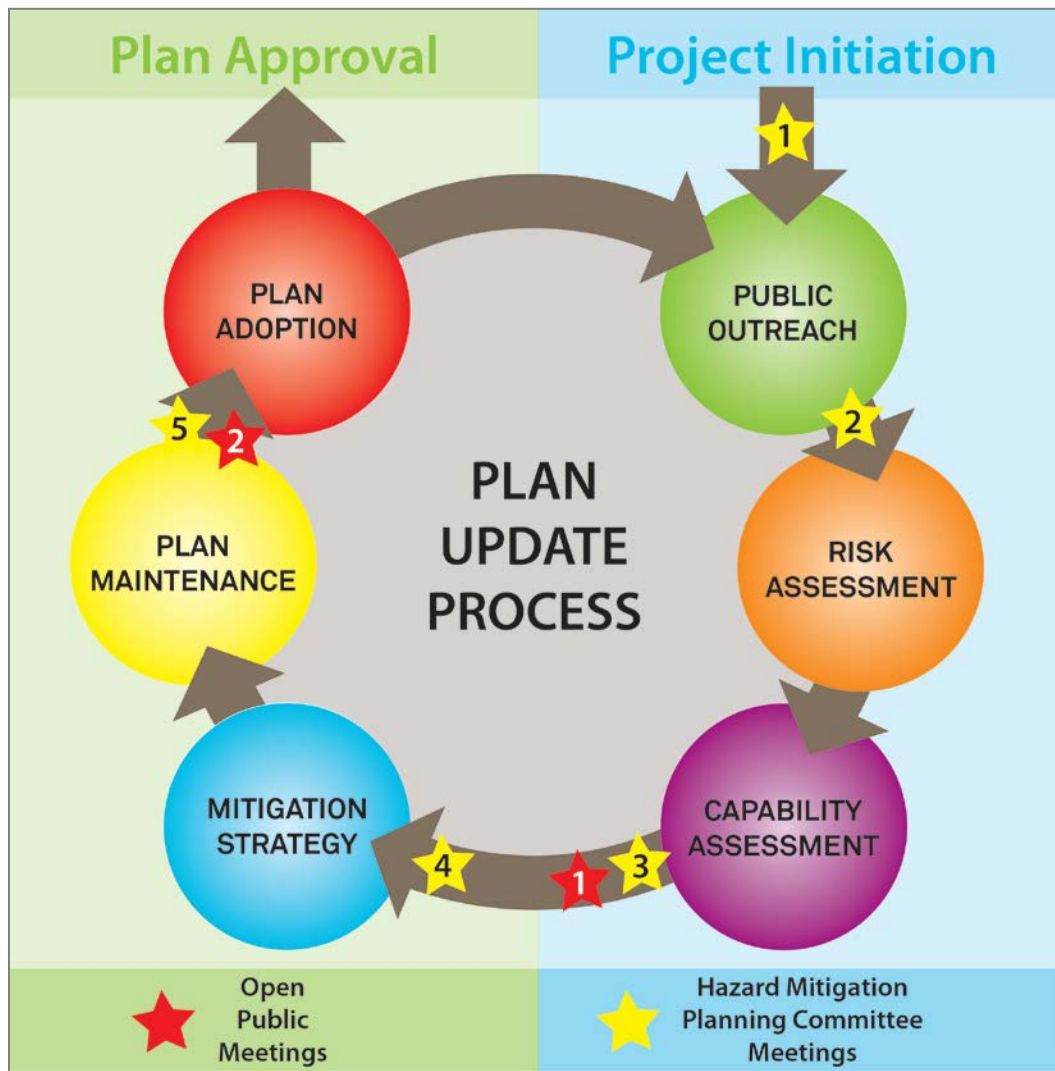 Plan Approval
Project Initiation
1
PLAN
ADOPTION
PUBLIC
OUTREACH
5
2
2
PLAN
UPDATE
PROCESS
PLAN
MAINTENANCE
RISK
ASSESSMENT
MITIGATION
STRATEGY
CAPABILITY
ASSESSMENT
4
1
3
Open
Public
Meetings
Hazard Mitigation
Planning Committee
Meetings